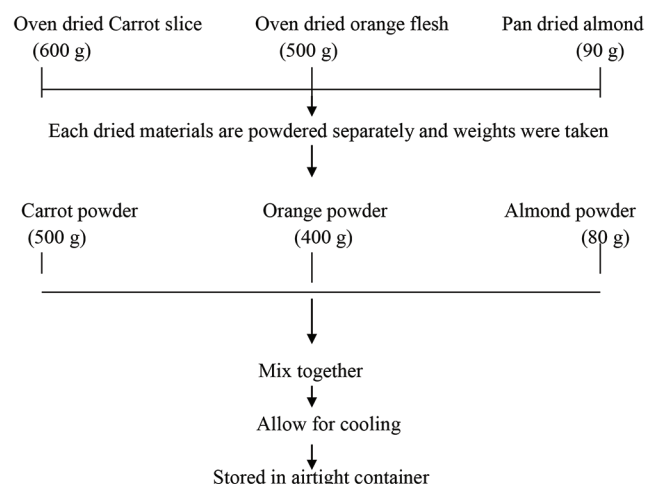 Oven dried Carrot slice Oven dried orange flesh Pan dried almond
(600 g) (500 g) (90 g)
Each dried materials are powdered separately and weights were taken
Carrot powder Orange powder Almond powder
(500 g) (400 g) (80 g)
Mix together
Allow for cooling
Stored in airtight container